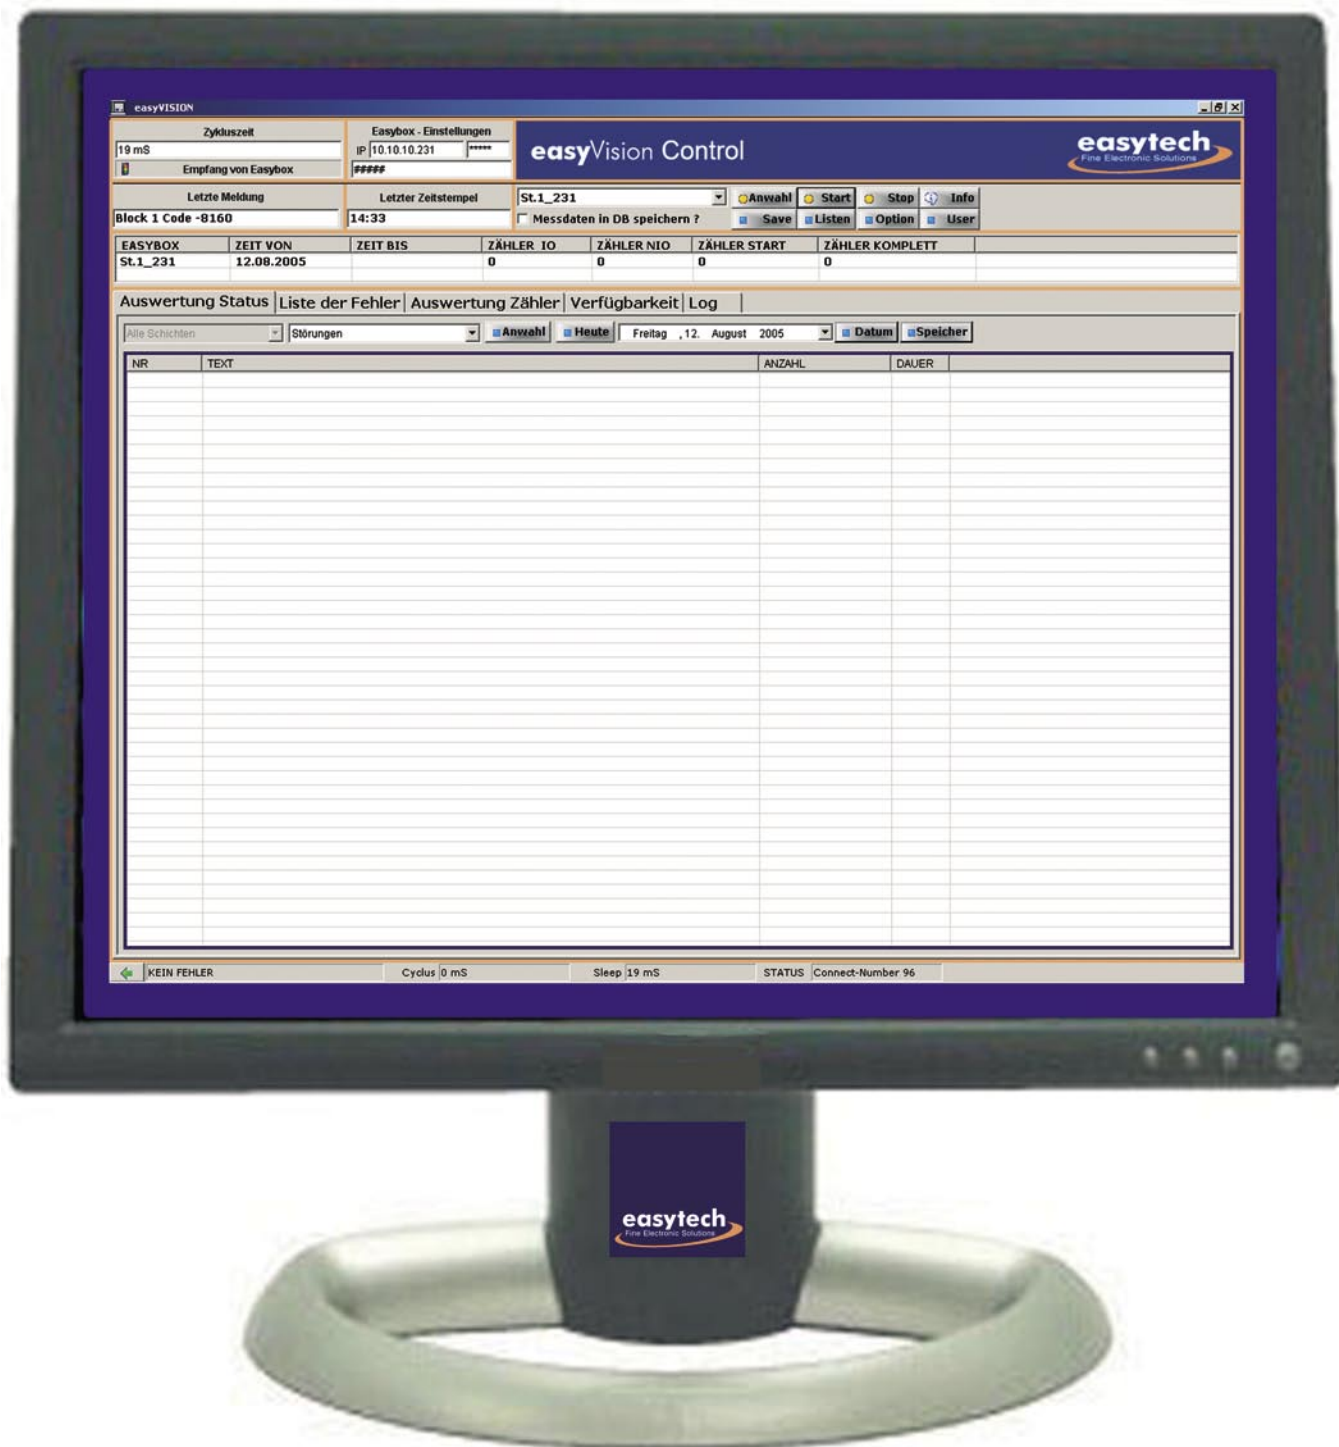 easyVISION
Zykluszeit
19 mS
Empfang von Easybox
Easybox - Einstellungen
IP 10.10.10.231 *****
#####
easyVision Control
easytech
Fine Electronic Solutions
Letzte Meldung
Block 1 Code -8160
Letzter Zeitstempel
14:33
St.1_231
Anwahl Start Stop Info
Messdaten in DB speichern ?
Save Listen Option User
EASYBOX ZEIT VON ZEIT BIS ZÄHLER IO ZÄHLER NIO ZÄHLER START ZÄHLER KOMPLETT
St.1_231 12.08.2005 0 0 0 0
Auswertung Status Liste der Fehler Auswertung Zähler Verfügbarkeit Log
Alle Schichten Störungen Anwahl Heute Freitag ,12. August 2005 Datum Speicher
NR TEXT ANZAHL DAUER
KEIN FEHLER Cyclus 0 mS Sleep 19 mS STATUS Connect-Number 96
easytech
Fine Electronic Solutions